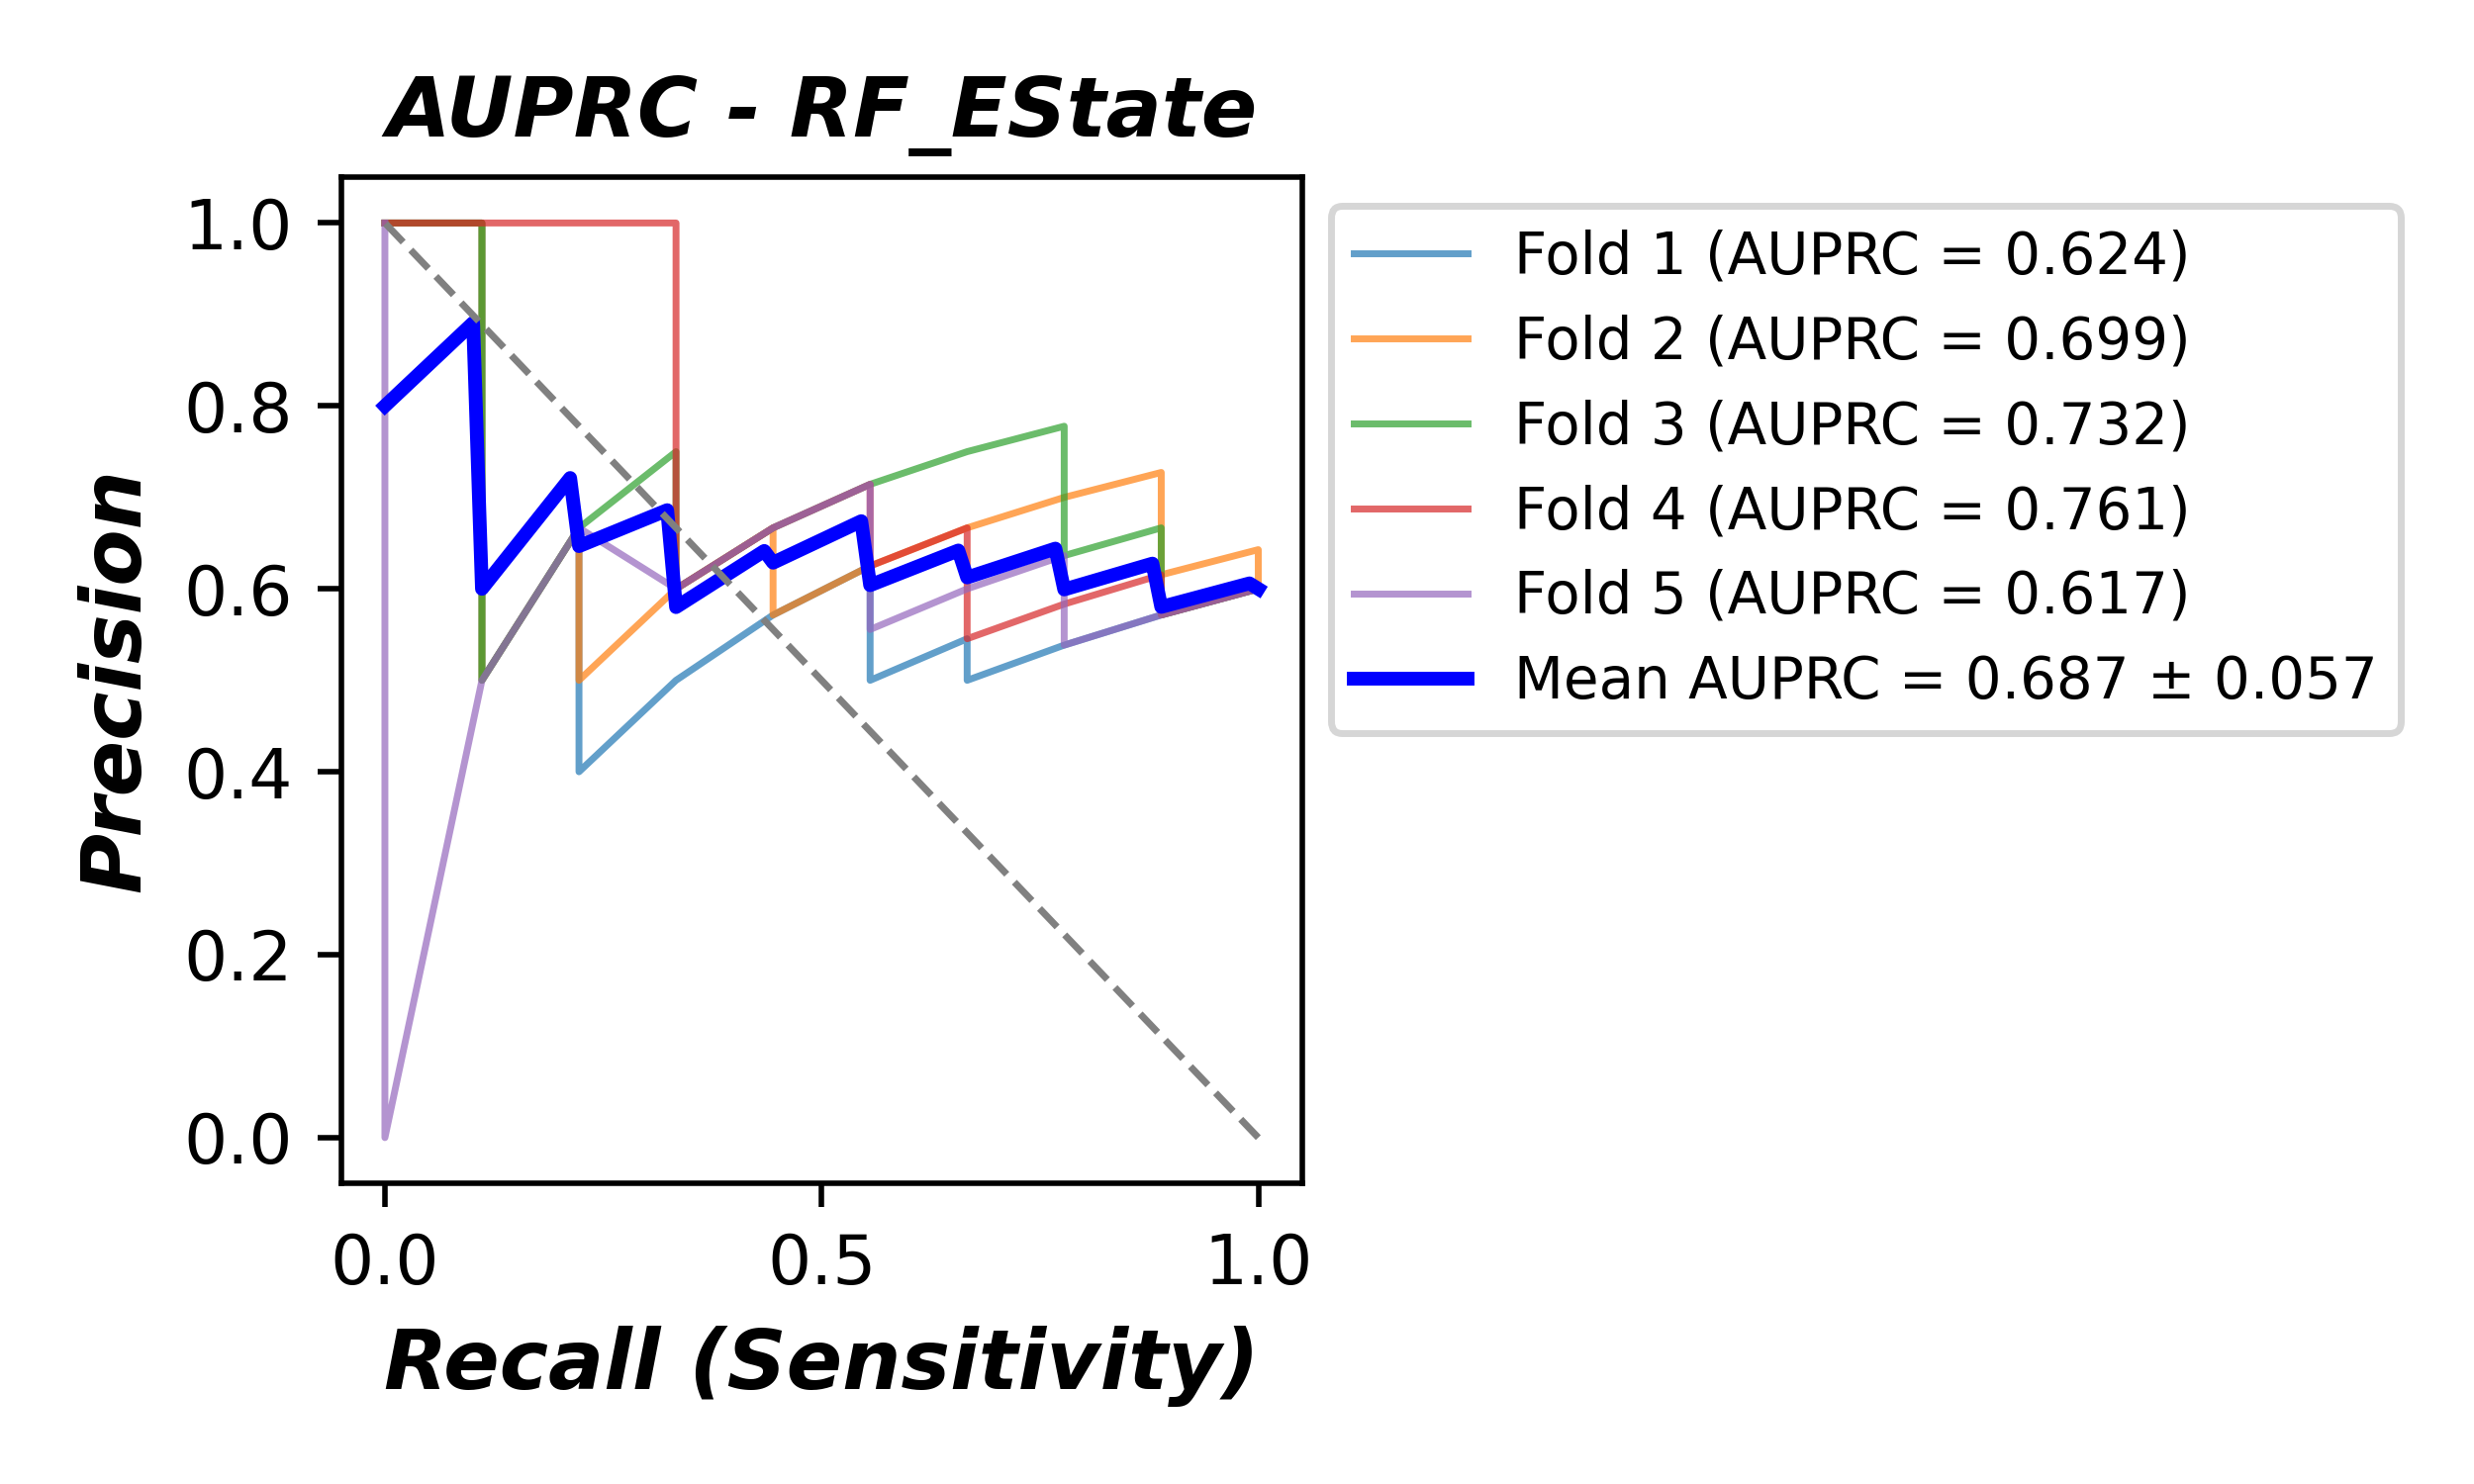 AUPRC - RF_EState
Precision
1.0
0.8
0.6
0.4
0.2
0.0
0.0 0.5 1.0
Recall (Sensitivity)
Fold 1 (AUPRC = 0.624)
Fold 2 (AUPRC = 0.699)
Fold 3 (AUPRC = 0.732)
Fold 4 (AUPRC = 0.761)
Fold 5 (AUPRC = 0.617)
Mean AUPRC = 0.687 ± 0.057